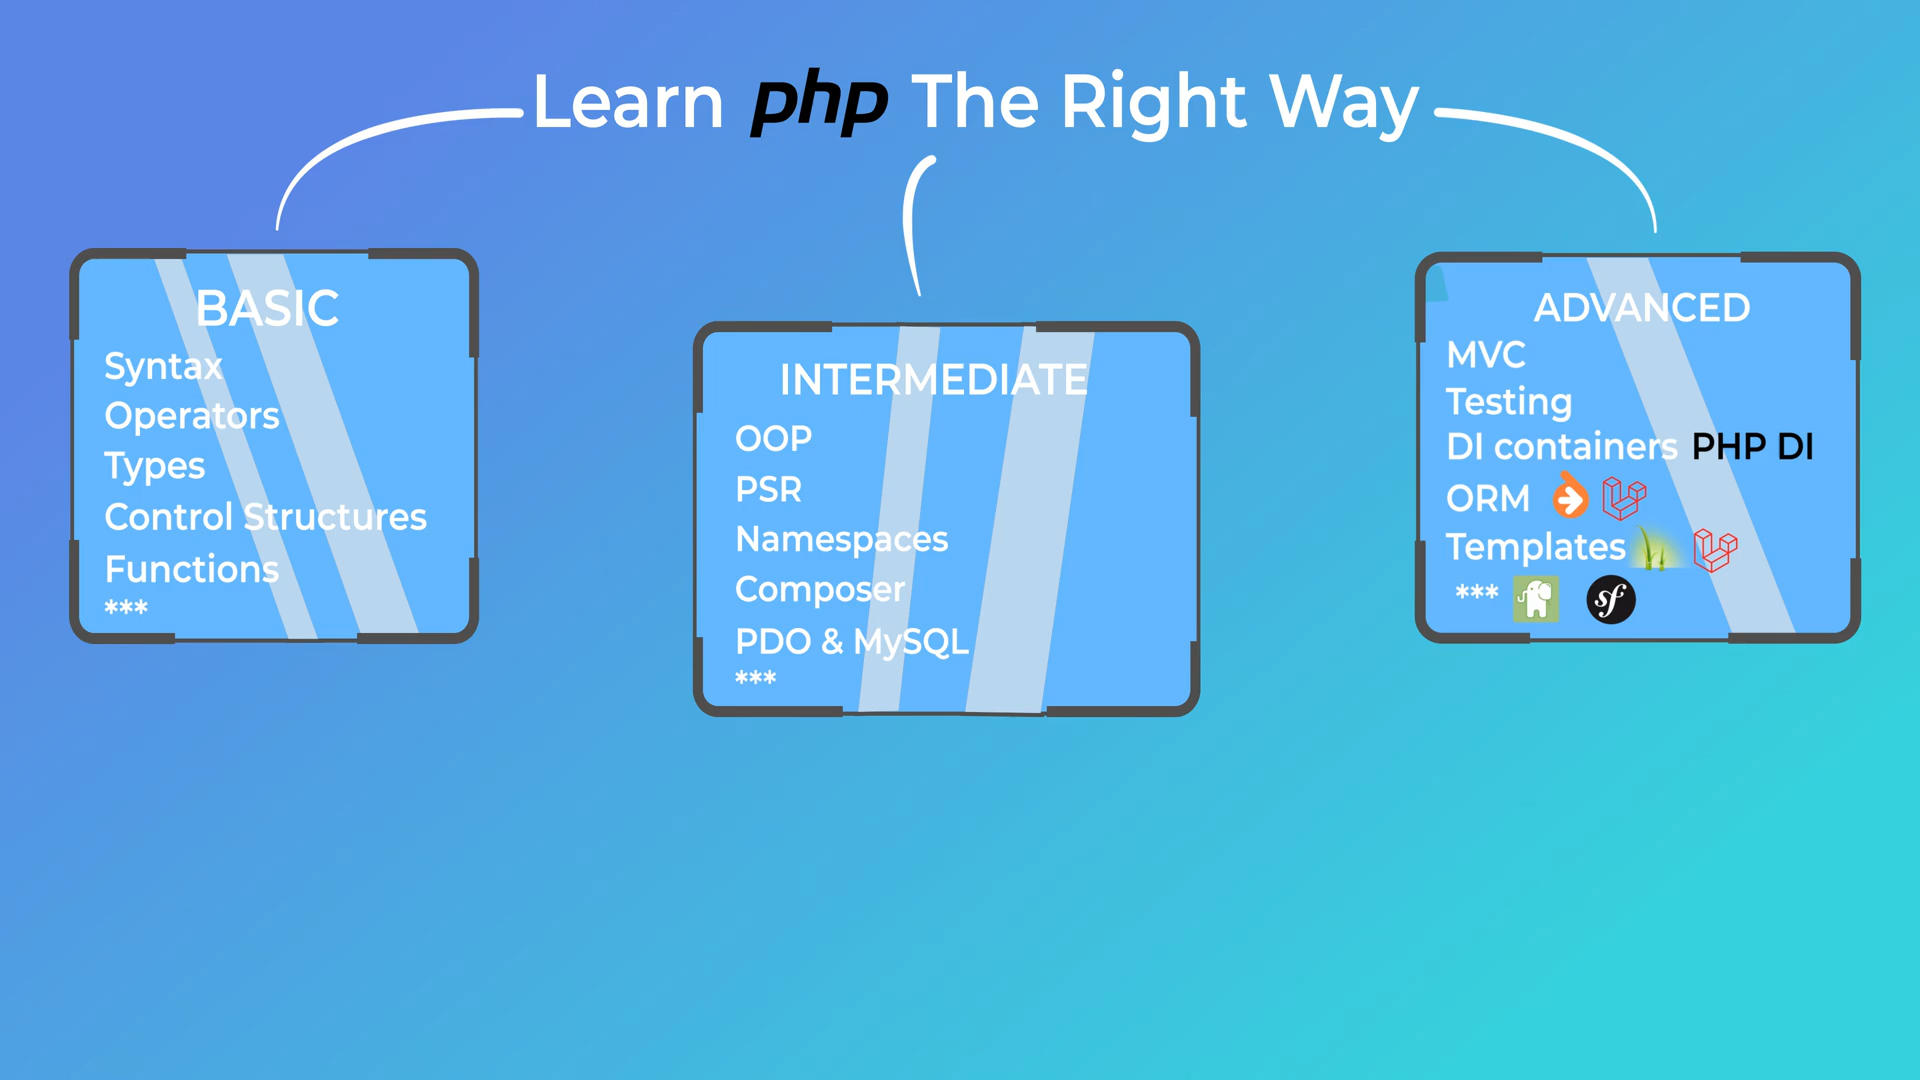 Learn php The Right Way
BASIC
Syntax
Operators
Types
Control Structures
Functions
***
INTERMEDIATE
OOP
PSR
Namespaces
Composer
PDO & MySQL
***
ADVANCED
MVC
Testing
DI containers PHP DI
ORM
Templates
*** sf